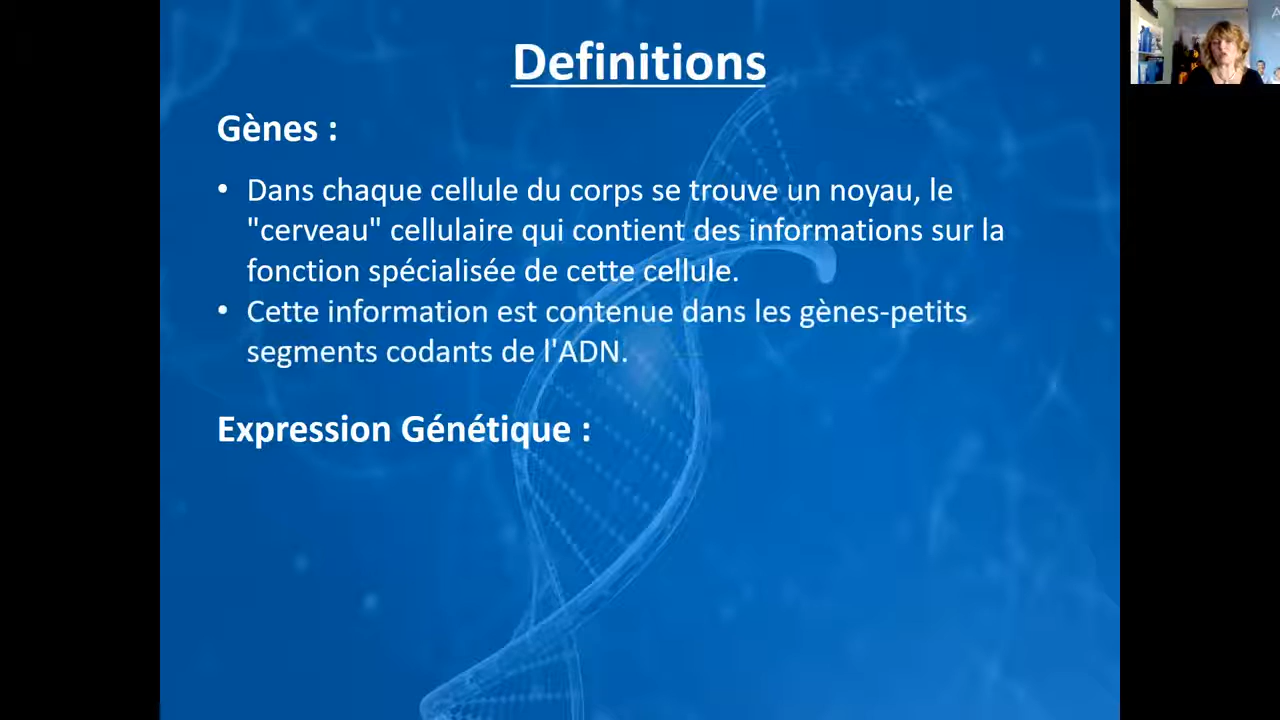 Definitions
Gènes :
• Dans chaque cellule du corps se trouve un noyau, le
"cerveau" cellulaire qui contient des informations sur la
fonction spécialisée de cette cellule.
• Cette information est contenue dans les gènes-petits
segments codants de l'ADN.
Expression Génétique :